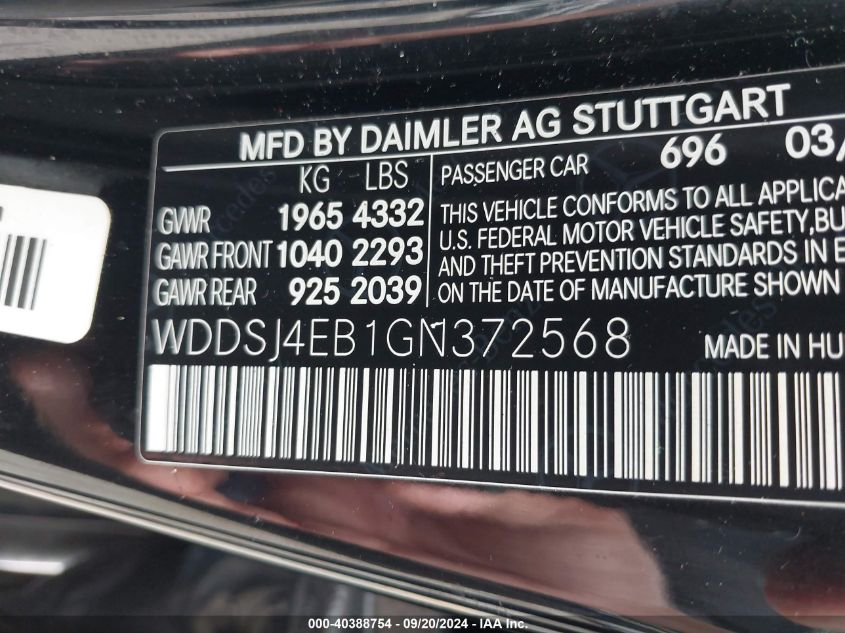 MFD BY DAIMLER AG STUTTGART
KG LBS PASSENGER CAR 696 03/
GVWR 1965 4332 THIS VEHICLE CONFORMS TO ALL APPLICA
GAWR FRONT 1040 2293 U.S. FEDERAL MOTOR VEHICLE SAFETY, BU
GAWR REAR 925 2039 AND THEFT PREVENTION STANDARDS IN E
ON THE DATE OF MANUFACTURE SHOWN
WDDSJ4EB1GN372568 MADE IN HU
000-40388754 / 09/20/2024 - IAA Inc.